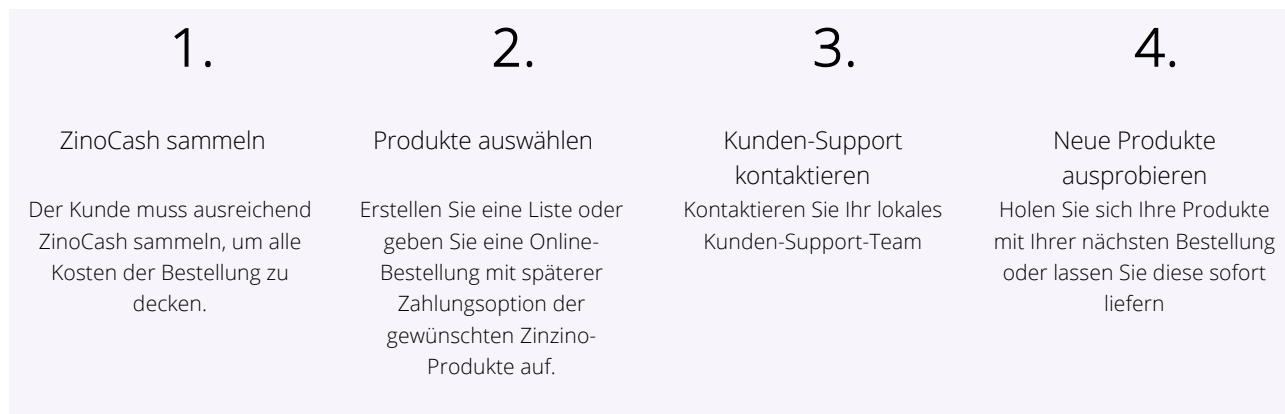 1.
ZinoCash sammeln
Der Kunde muss ausreichend
ZinoCash sammeln, um alle
Kosten der Bestellung zu
decken.
2.
Produkte auswählen
Erstellen Sie eine Liste oder
geben Sie eine Online-
Bestellung mit späterer
Zahlungsoption der
gewünschten Zinzino-
Produkte auf.
3.
Kunden-Support
kontaktieren
Kontaktieren Sie Ihr lokales
Kunden-Support-Team
4.
Neue Produkte
ausprobieren
Holen Sie sich Ihre Produkte
mit Ihrer nächsten Bestellung
oder lassen Sie diese sofort
liefern